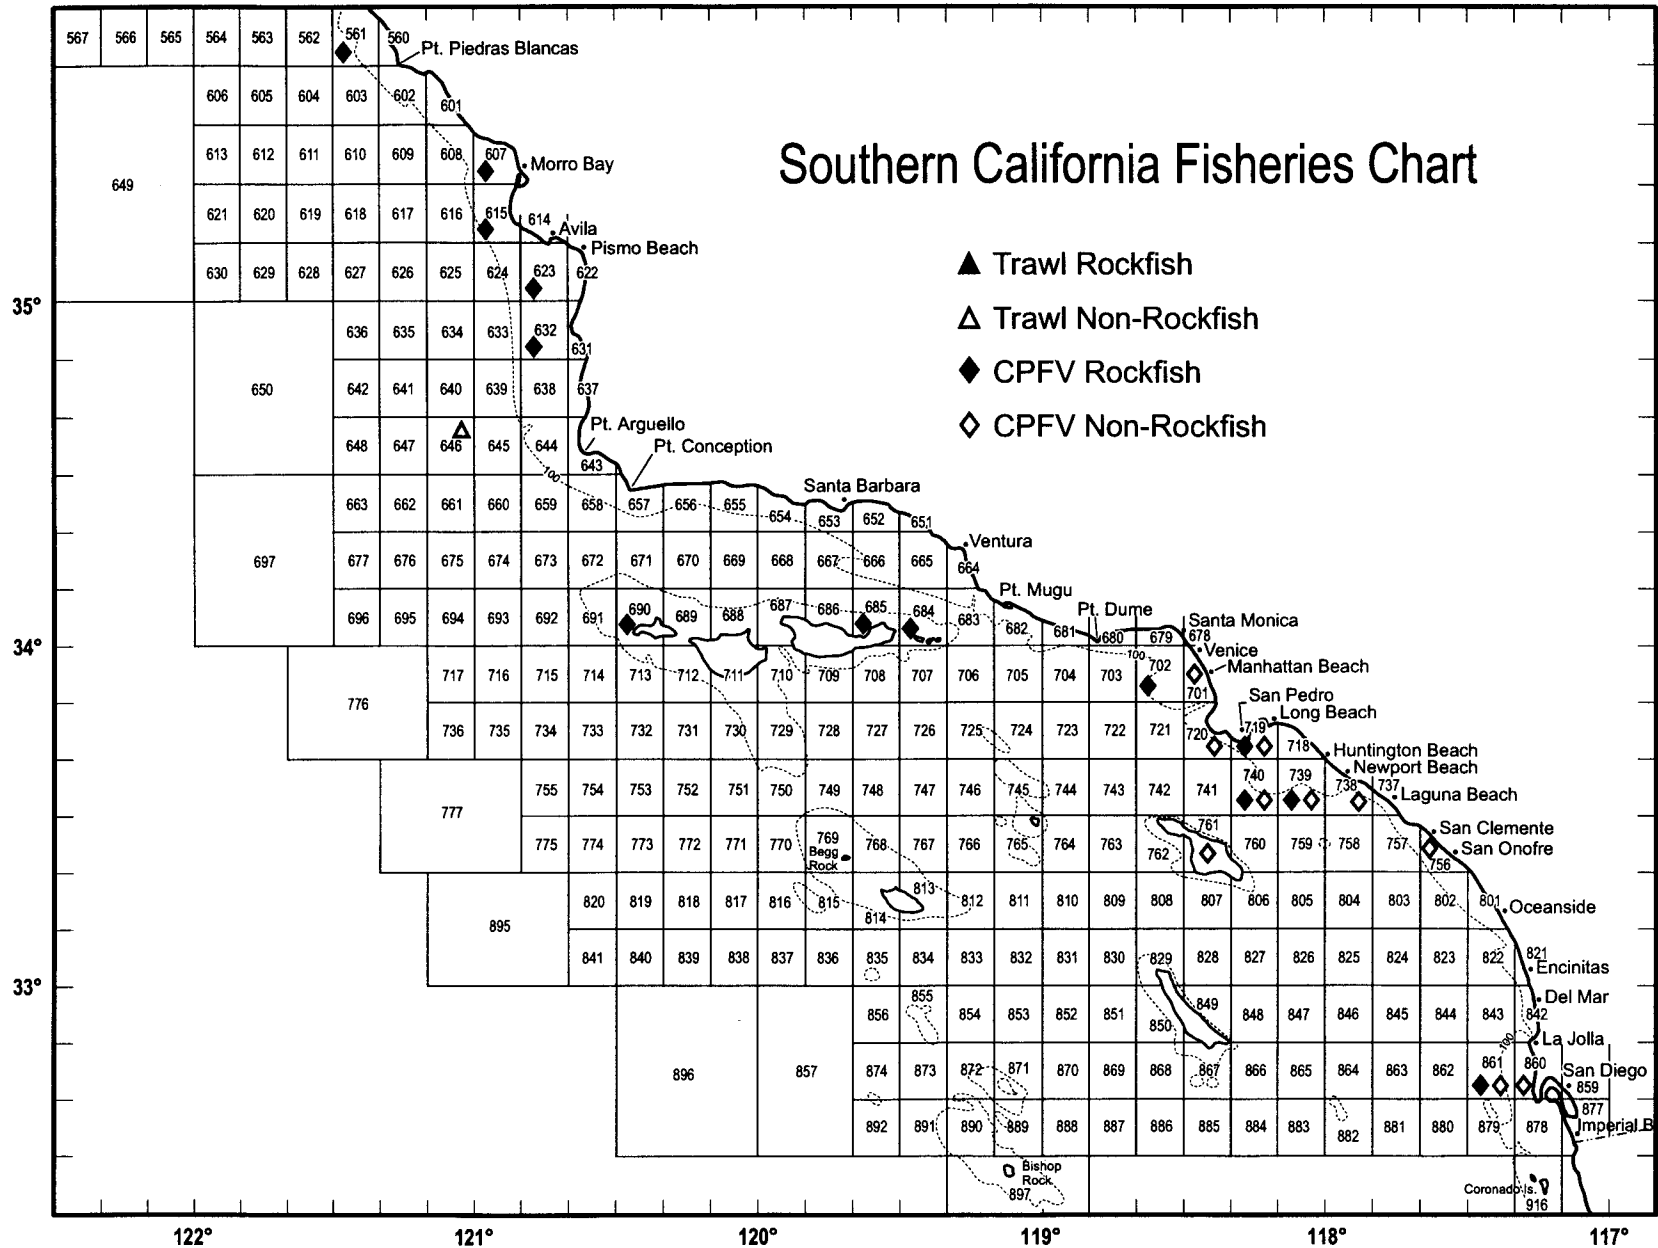 567 566 565 564 563 562 561 560
Pt. Piedras Blancas
606 605 604 603 602 601
Southern California Fisheries Chart
613 612 611 610 609 608 607 Morro Bay
649
621 620 619 618 617 616 615 614 Avila
Pismo Beach
630 629 628 627 626 625 624 623 622
Trawl Rockfish
35°
Trawl Non-Rockfish
636 635 634 633 632 631
CPFV Rockfish
650 642 641 640 639 638 637
CPFV Non-Rockfish
Pt. Arguello
648 647 646 645 644 643
Pt. Conception
100
Santa Barbara
663 662 661 660 659 658 657 656 655 654 653 652 651
Ventura
697 677 676 675 674 673 672 671 670 669 668 667 666 665 664
Pt. Mugu
696 695 694 693 692 691 690 689 688 687 686 685 684 683 682 681 680 679 678
Pt. Dume
Santa Monica
34°
100
Venice
Manhattan Beach
717 716 715 714 713 712 711 710 709 708 707 706 705 704 703 702 701
San Pedro
776
Long Beach
736 735 734 733 732 731 730 729 728 727 726 725 724 723 722 721 720 719 718
Huntington Beach
Newport Beach
777 755 754 753 752 751 750 749 748 747 746 745 744 743 742 741 740 739 738 737
Laguna Beach
San Clemente
775 774 773 772 771 770 769 768 767 766 765 764 763 762 761 760 759 758 757 756
San Onofre
Begg
Rock
895 820 819 818 817 816 815 814 813 812 811 810 809 808 807 806 805 804 803 802 801
Oceanside
841 840 839 838 837 836 835 834 833 832 831 830 829 828 827 826 825 824 823 822 821
Encinitas
33°
Del Mar
856 855 854 853 852 851 850 849 848 847 846 845 844 843 842
100
La Jolla
896 857 874 873 872 871 870 869 868 867 866 865 864 863 862 861 860
San Diego
859
877
892 891 890 889 888 887 886 885 884 883 882 881 880 879 878
Imperial B
Bishop
Rock
897
Coronado Is.
916
122° 121° 120° 119° 118° 117°